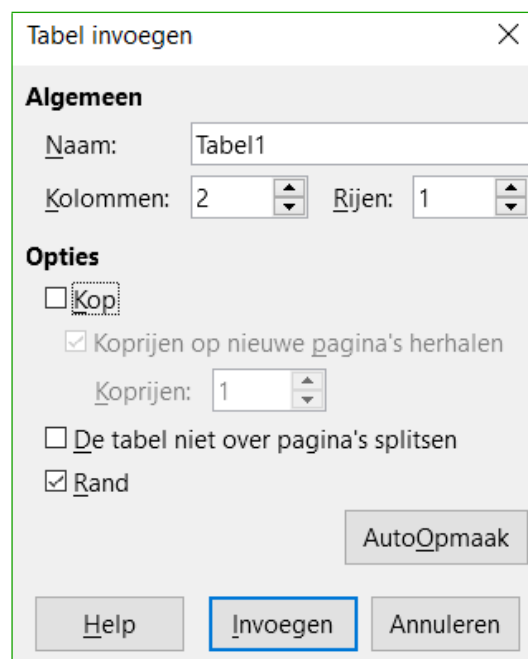 Tabel invoegen
Algemeen
Naam: Tabel1
Kolommen: 2 Rijen: 1
Opties
Kop
Koprijen op nieuwe pagina's herhalen
Koprijen: 1
De tabel niet over pagina's splitsen
Rand
AutoOpmaak
Help Invoegen Annuleren